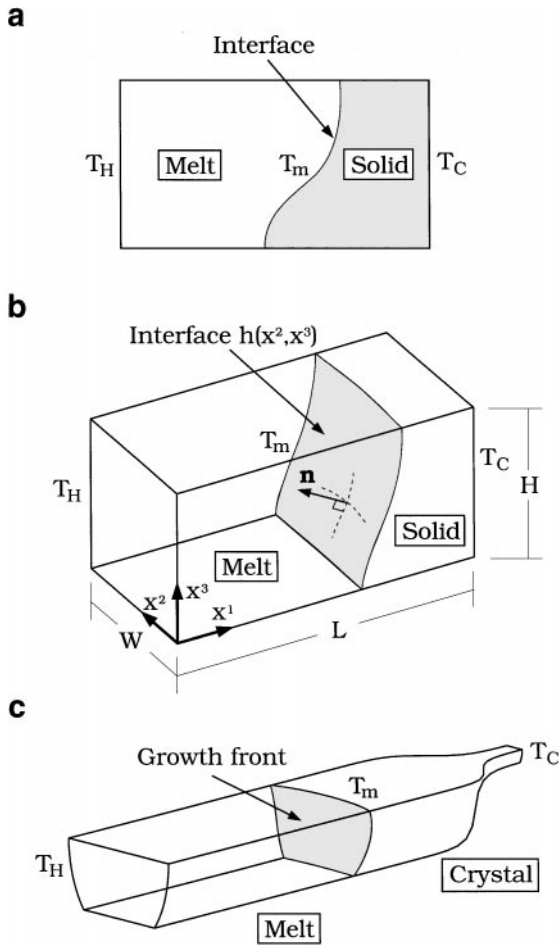 a
Interface
T_H
Melt
T_m
Solid
T_C
b
Interface h(x²,x³)
T_m
T_H
n
T_C
H
Solid
Melt
x³
x²
x¹
W
L
c
Growth front
T_m
T_C
T_H
Crystal
Melt